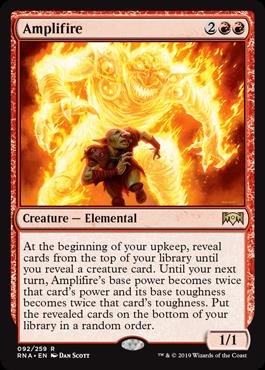 Amplifire 2
Creature — Elemental
At the beginning of your upkeep, reveal
cards from the top of your library until
you reveal a creature card. Until your next
turn, Amplifire's base power becomes twice
that card's power and its base toughness
becomes twice that card's toughness. Put
the revealed cards on the bottom of your
library in a random order.
1/1
092/259 R
RNA • EN Dan Scott
™ & © 2019 Wizards of the Coast